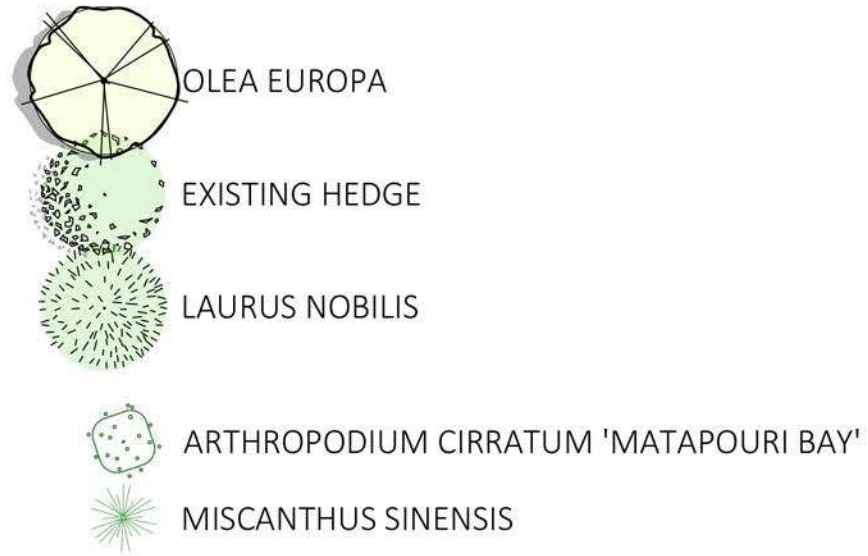 OLEA EUROPA
EXISTING HEDGE
LAURUS NOBILIS
ARTHROPODIUM CIRRATUM 'MATAPOURI BAY'
MISCANTHUS SINENSIS